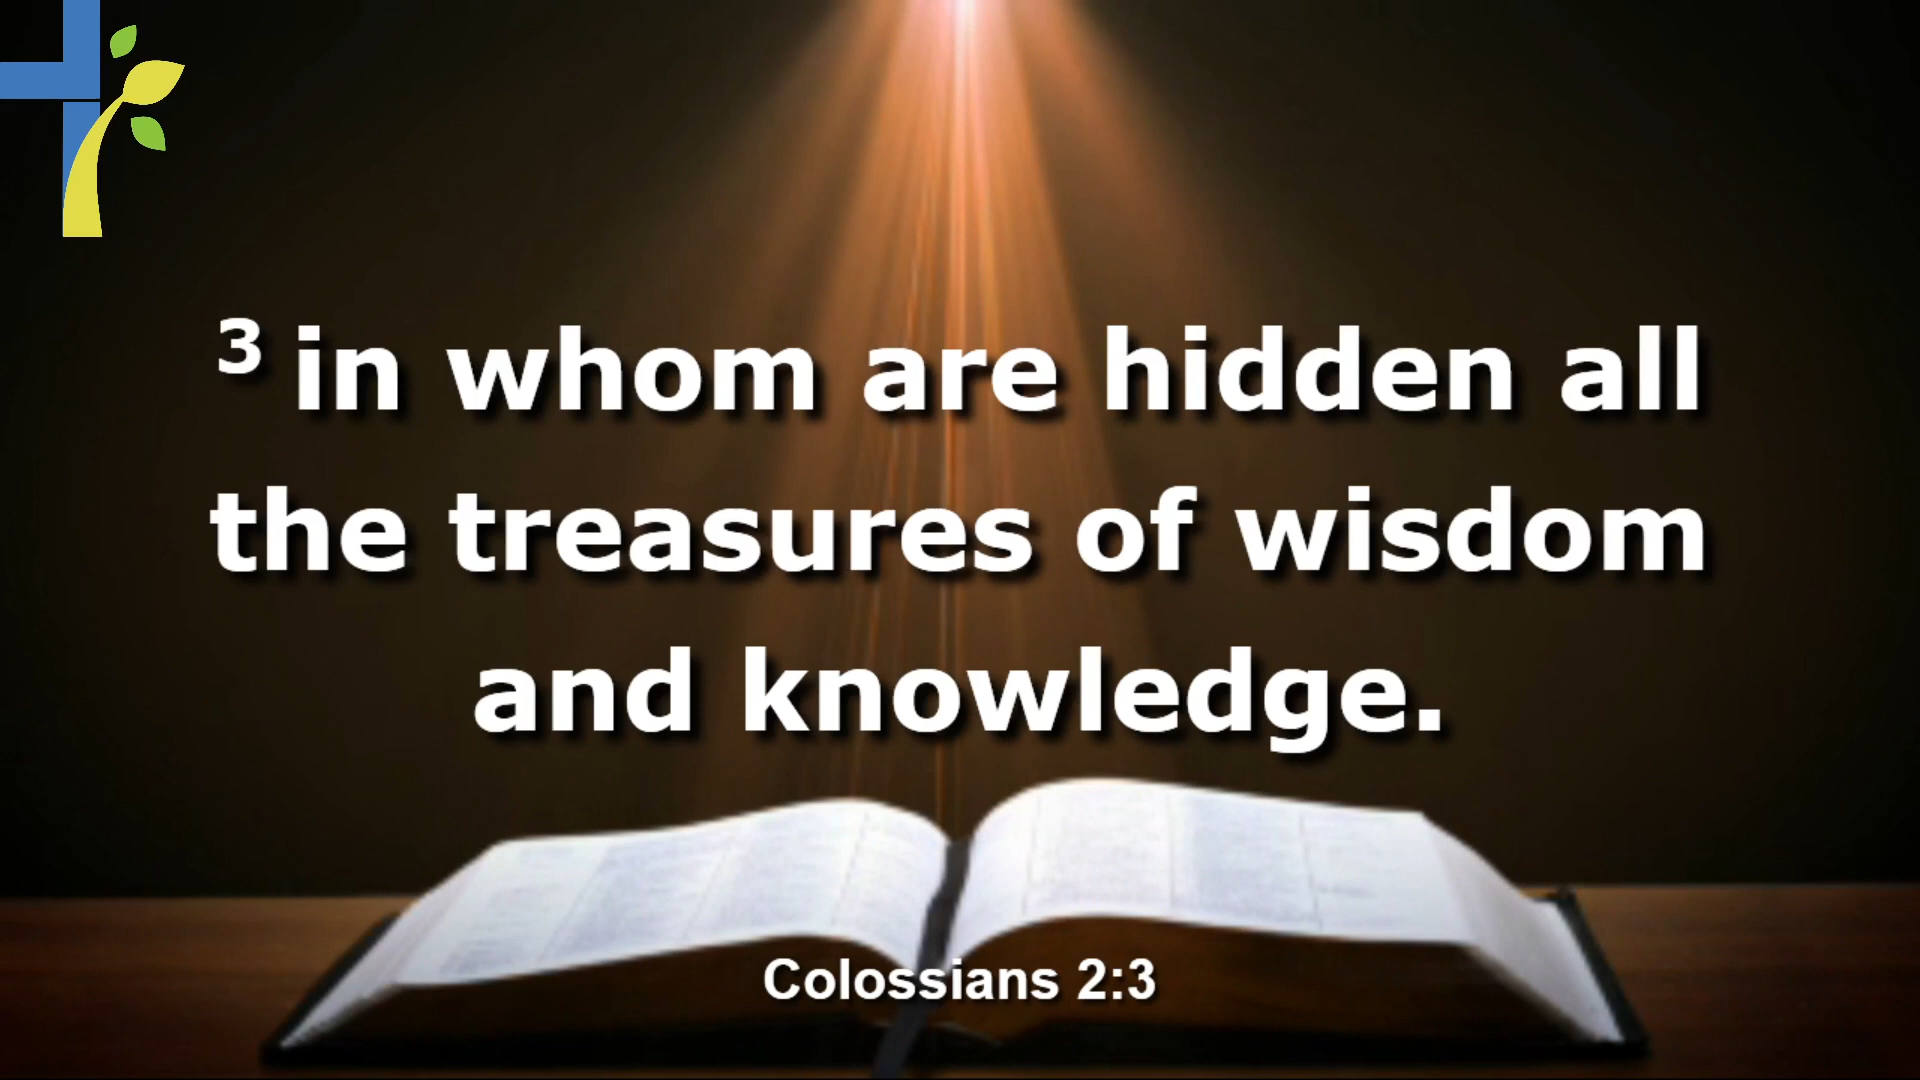 3 in whom are hidden all
the treasures of wisdom
and knowledge.
Colossians 2:3